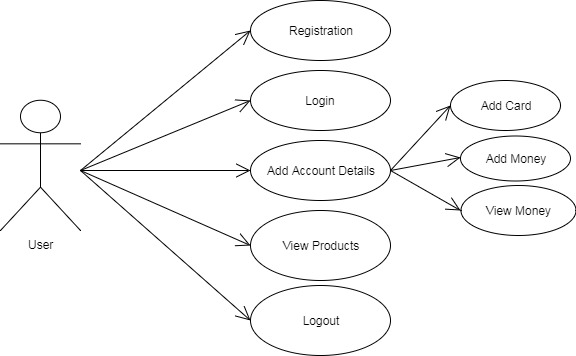 Registration
Login
Add Card
Add Money
Add Account Details
View Money
User
View Products
Logout